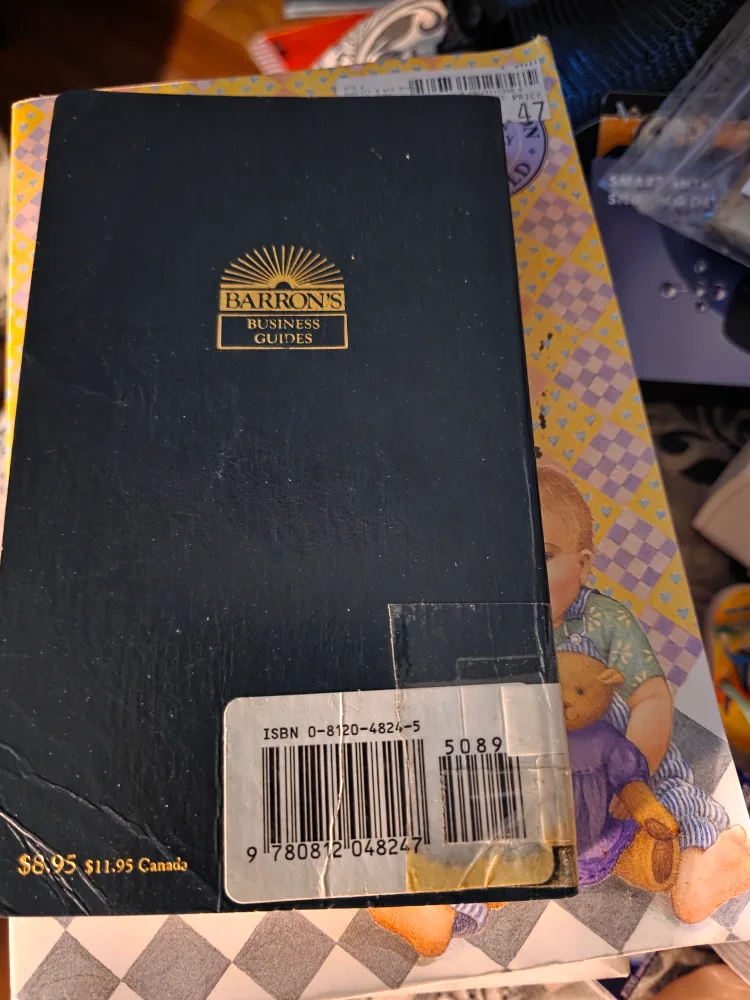 PRICE
47
BARRON'S
BUSINESS
GUIDES
ISBN 0-8120-4824-5
5089
9 780812 048247
$8.95 $11.95 Canada